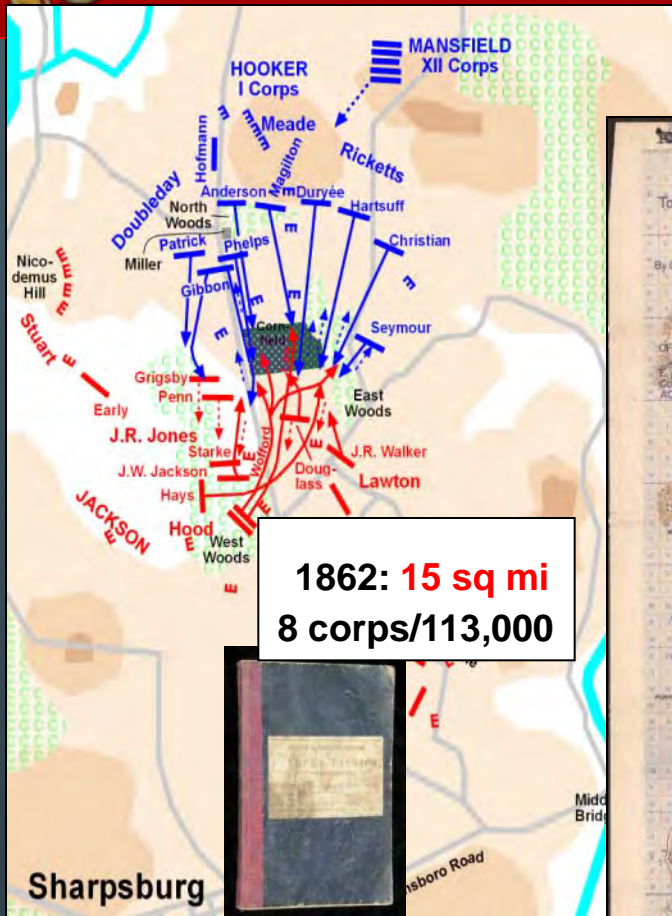 MANSFIELD
XII Corps
HOOKER
I Corps
Meade
Hofmann
Magilton
Ricketts
Doubleday
Anderson
Duryée
Hartsuff
North
Woods
Patrick
Phelps
Christian
Miller
Nico-
demus
Hill
Gibbon
Stuart
Corn-
field
Seymour
Grigsby
East
Woods
Early
Penn
J.R. Jones
Starke
Wofford
J.R. Walker
J.W. Jackson
Doug-
lass
Lawton
Hays
JACKSON
Hood
West
Woods
1862: 15 sq mi
8 corps/113,000
Midd
Bridg
nsboro Road
Sharpsburg
To